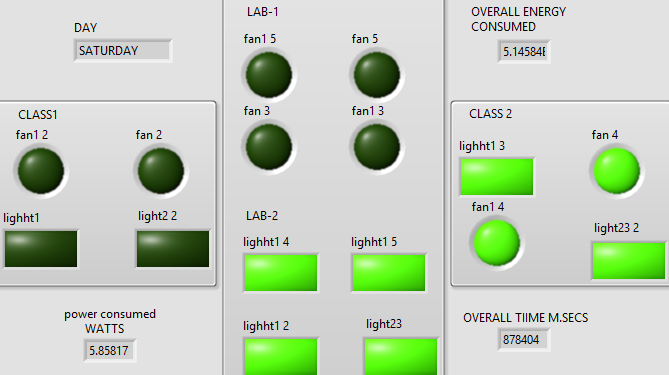 DAY
SATURDAY
LAB-1
OVERALL ENERGY
CONSUMED
5.14584E
fan1 5
fan 5
fan 3
fan1 3
CLASS1
fan1 2
fan 2
lighht1
light2 2
CLASS 2
lighht1 3
fan 4
fan1 4
light23 2
LAB-2
lighht1 4
lighht1 5
lighht1 2
light23
power consumed
WATTS
5.85817
OVERALL TIIME M.SECS
878404